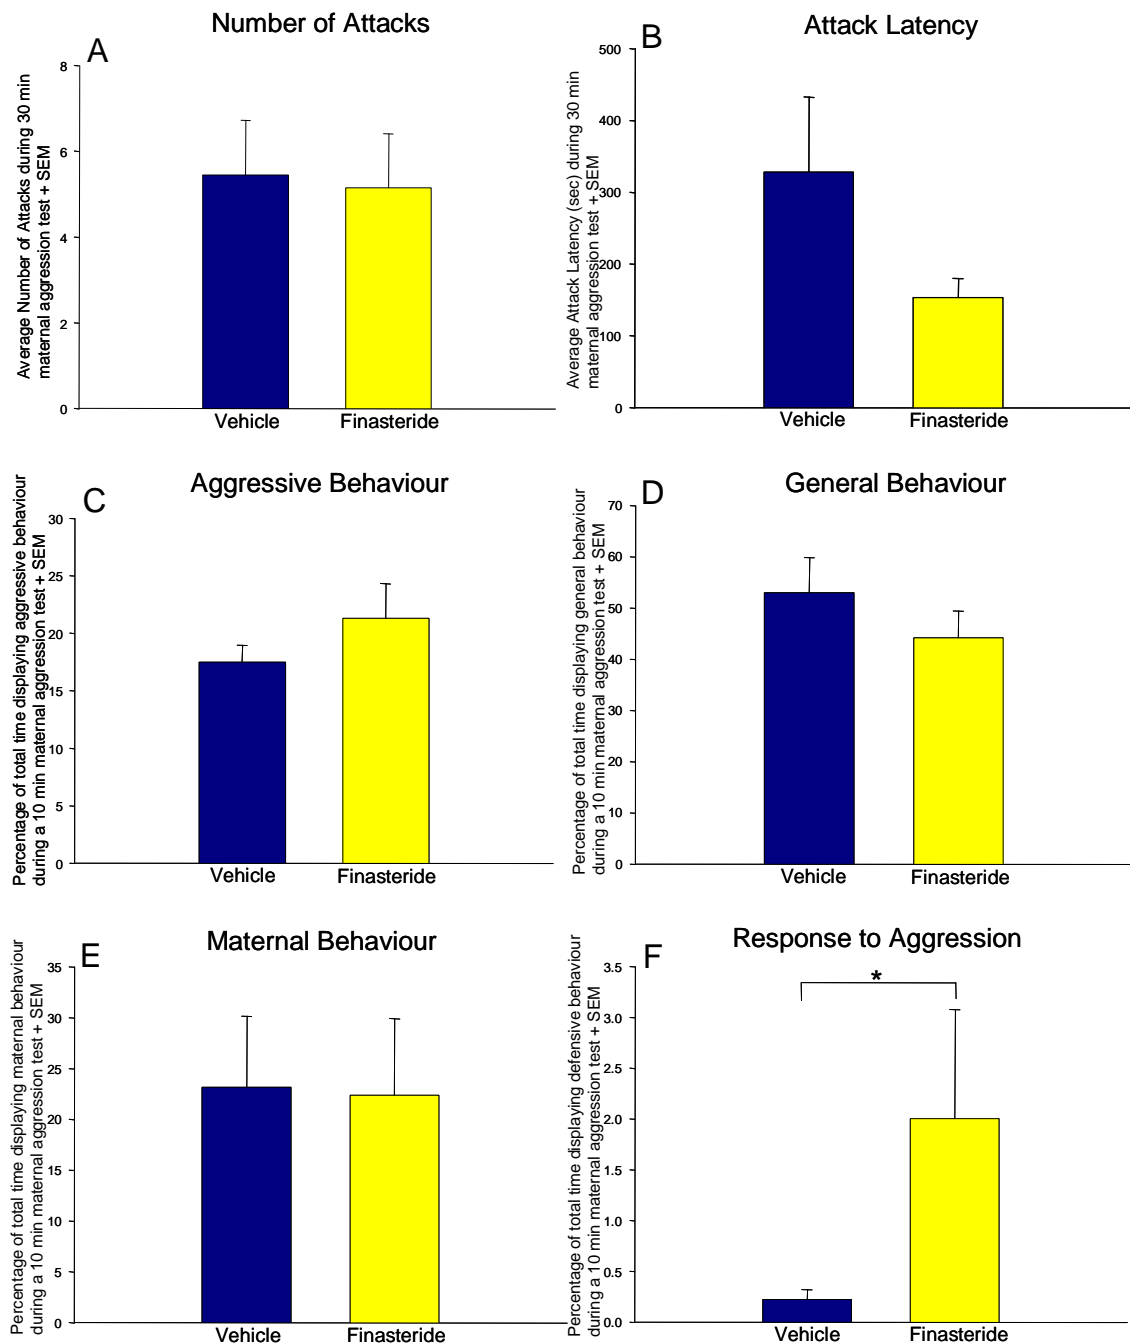 Number of Attacks
A
Average Number of Attacks during 30 min
maternal aggression test + SEM
8
6
4
2
0
Vehicle
Finasteride
Attack Latency
B
Average Attack Latency (sec) during 30 min
maternal aggression test + SEM
500
400
300
200
100
0
Vehicle
Finasteride
Aggressive Behaviour
C
Percentage of total time displaying aggressive behaviour
during a 10 min maternal aggression test + SEM
30
25
20
15
10
5
0
Vehicle
Finasteride
General Behaviour
D
Percentage of total time displaying general behaviour
during a 10 min maternal aggression test + SEM
70
60
50
40
30
20
10
0
Vehicle
Finasteride
Maternal Behaviour
E
Percentage of total time displaying maternal behaviour
during a 10 min maternal aggression test + SEM
35
30
25
20
15
10
5
0
Vehicle
Finasteride
Response to Aggression
F
Percentage of total time displaying defensive behaviour
during a 10 min maternal aggression test + SEM
3.5
3.0
2.5
2.0
1.5
1.0
0.5
0.0
*
Vehicle
Finasteride